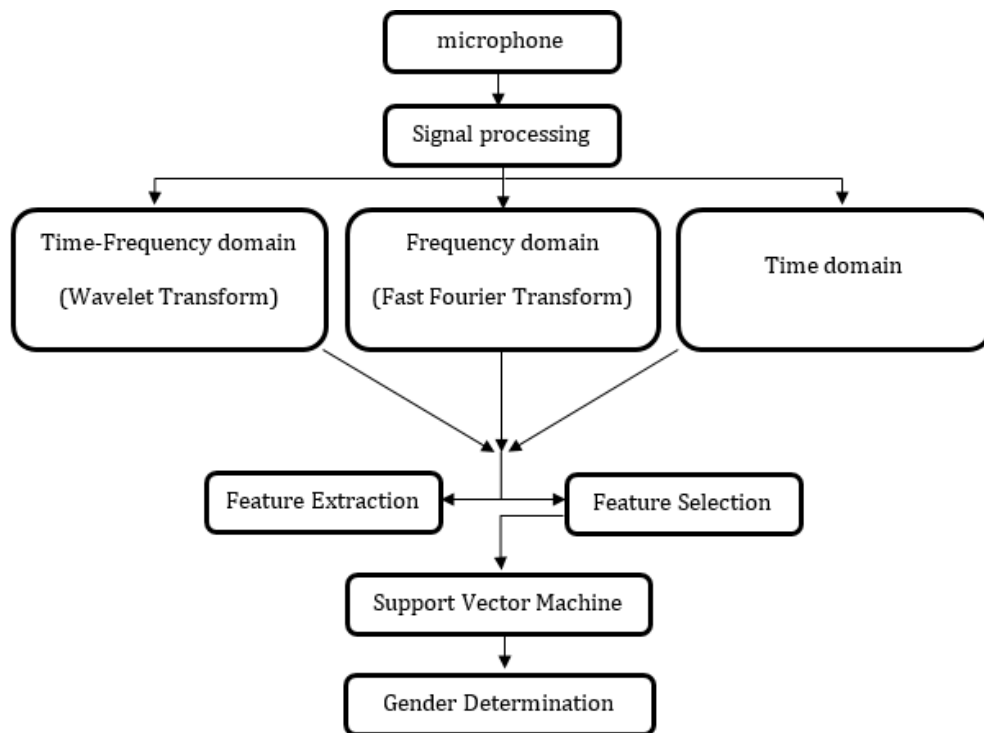 microphone
Signal processing
Time-Frequency domain
(Wavelet Transform)
Frequency domain
(Fast Fourier Transform)
Time domain
Feature Extraction
Feature Selection
Support Vector Machine
Gender Determination